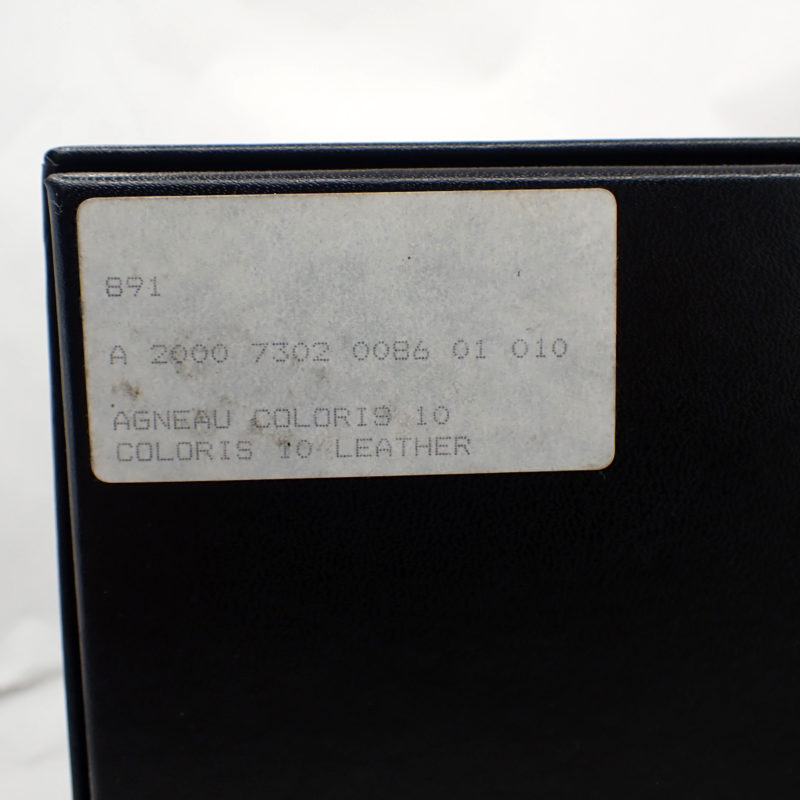 891
A 2000 7302 0086 01 010
AGNEAU COLORIS 10
COLORIS 10 LEATHER